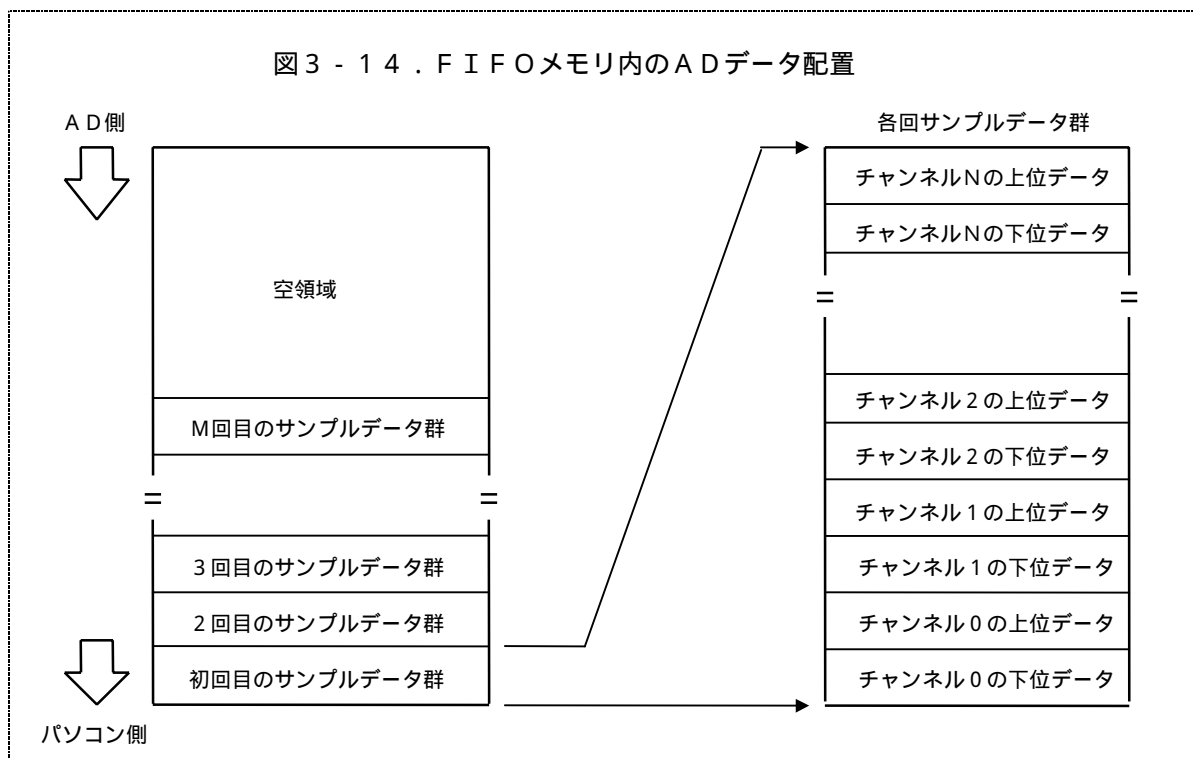 図3-14.FIFOメモリ内のADデータ配置
AD側
空領域
M回目のサンプルデータ群
=
=
3回目のサンプルデータ群
2回目のサンプルデータ群
初回目のサンプルデータ群
パソコン側
各回サンプルデータ群
チャンネルNの上位データ
チャンネルNの下位データ
=
=
チャンネル2の上位データ
チャンネル2の下位データ
チャンネル1の上位データ
チャンネル1の下位データ
チャンネル0の上位データ
チャンネル0の下位データ